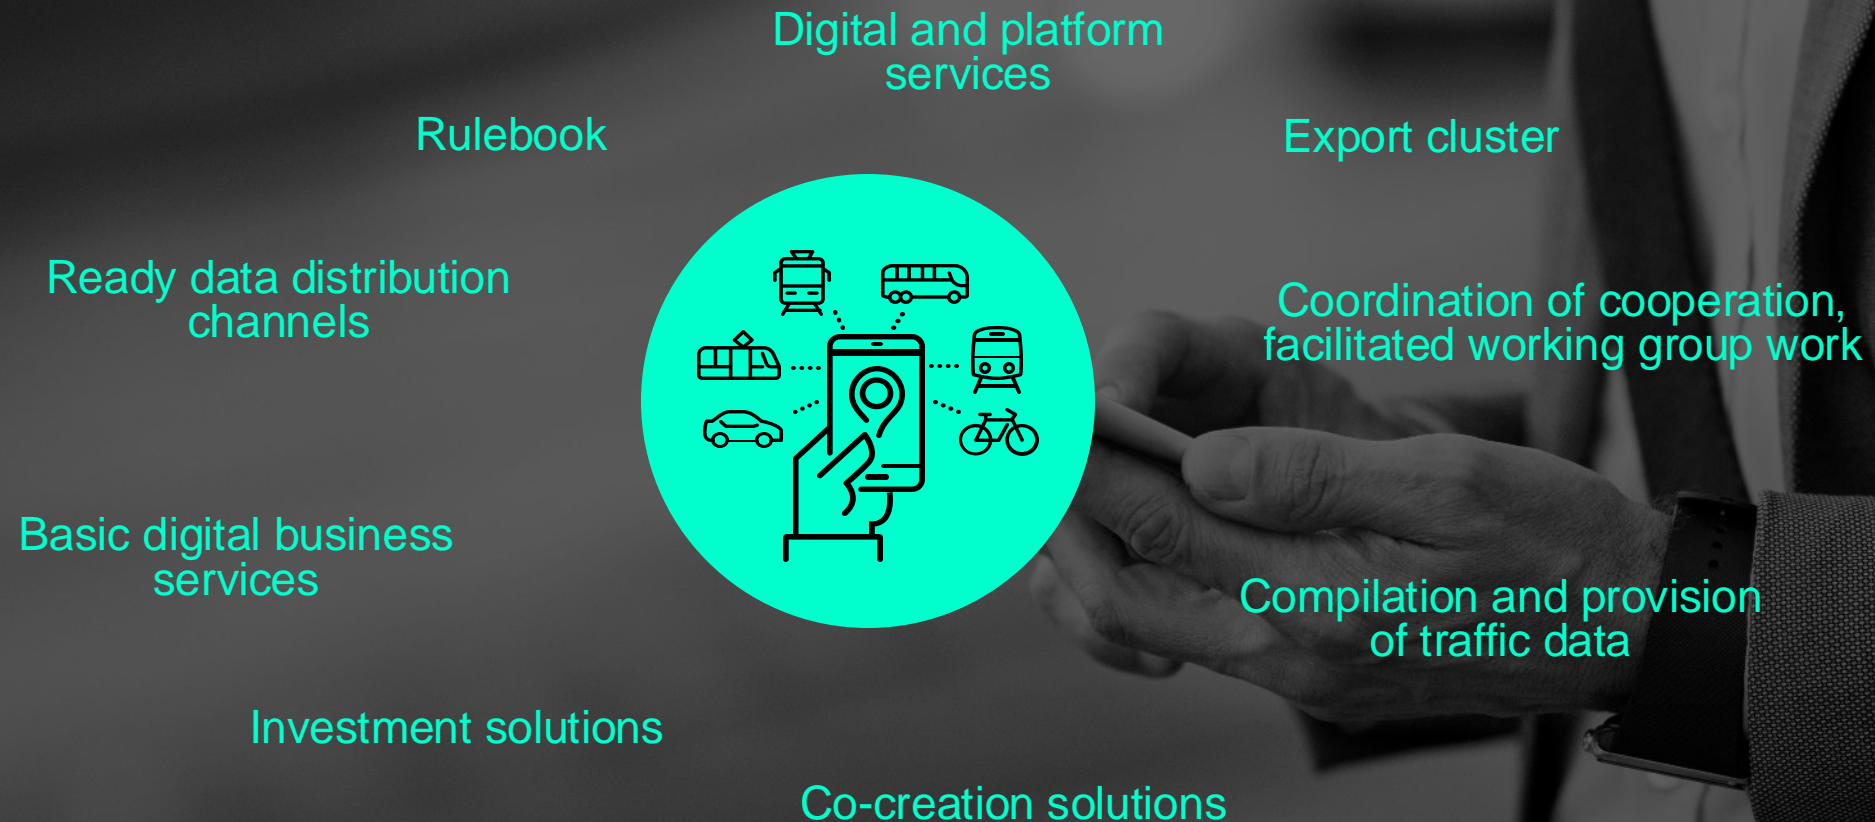 Digital and platform
services
Rulebook
Export cluster
Ready data distribution
channels
Coordination of cooperation,
facilitated working group work
Basic digital business
services
Compilation and provision
of traffic data
Investment solutions
Co-creation solutions